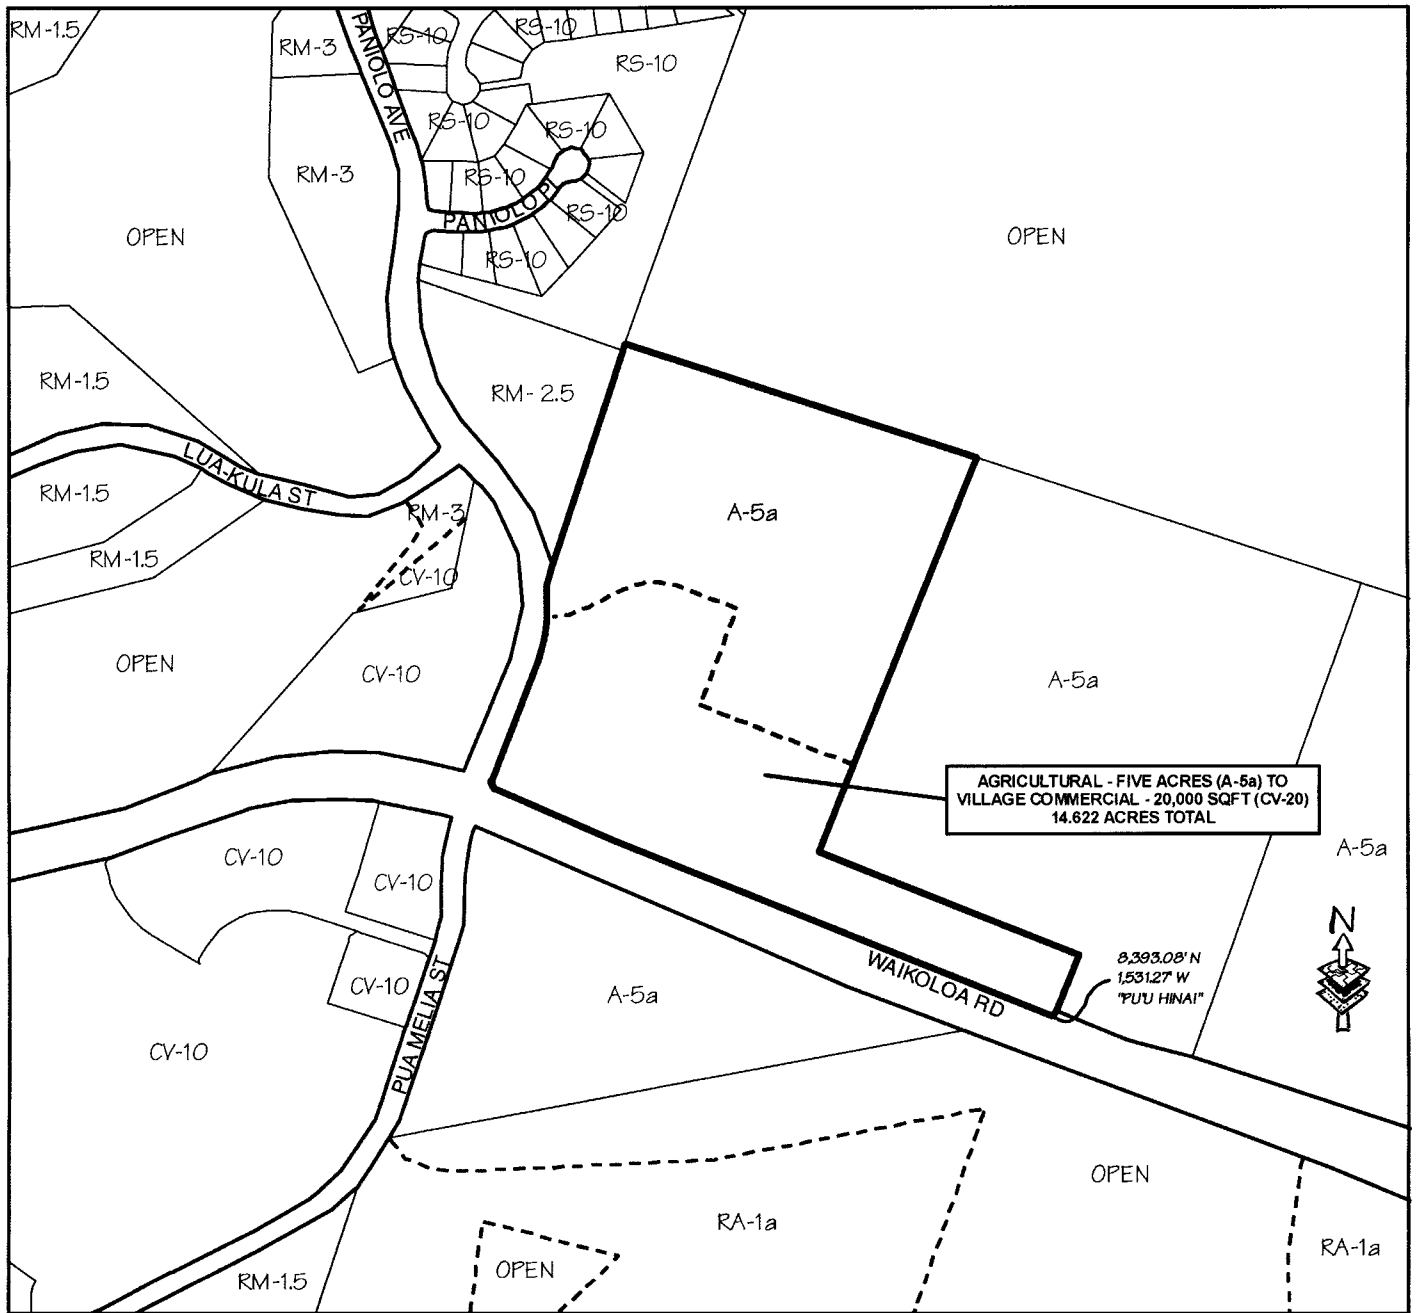 RM-1.5
RM-3
PANIOLO AVE
RS-10
RS-10
RS-10
RS-10
RS-10
RM-3
RS-10
PANIOLO Pl
RS-10
RS-10
OPEN
OPEN
RM-1.5
RM- 2.5
LUA-KULA ST
RM-1.5
RM-3
A-5a
RM-1.5
CV-10
OPEN
CV-10
A-5a
AGRICULTURAL - FIVE ACRES (A-5a) TO
VILLAGE COMMERCIAL - 20,000 SQFT (CV-20)
14.622 ACRES TOTAL
A-5a
CV-10
CV-10
N
WAIKOLOA RD
8,393.08' N
1,531.27' W
"PU'U HINAI"
CV-10
A-5a
PUA MELIA ST
CV-10
OPEN
RA-1a
RA-1a
OPEN
RM-1.5